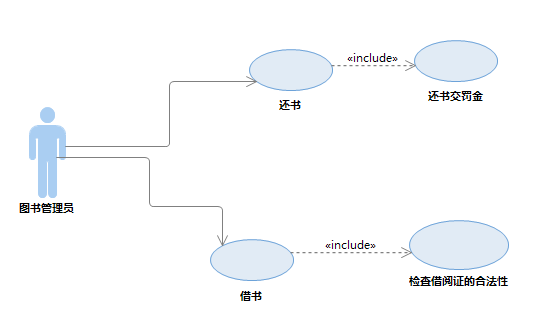 «include»
还书
还书交罚金
图书管理员
«include»
借书
检查借阅证的合法性